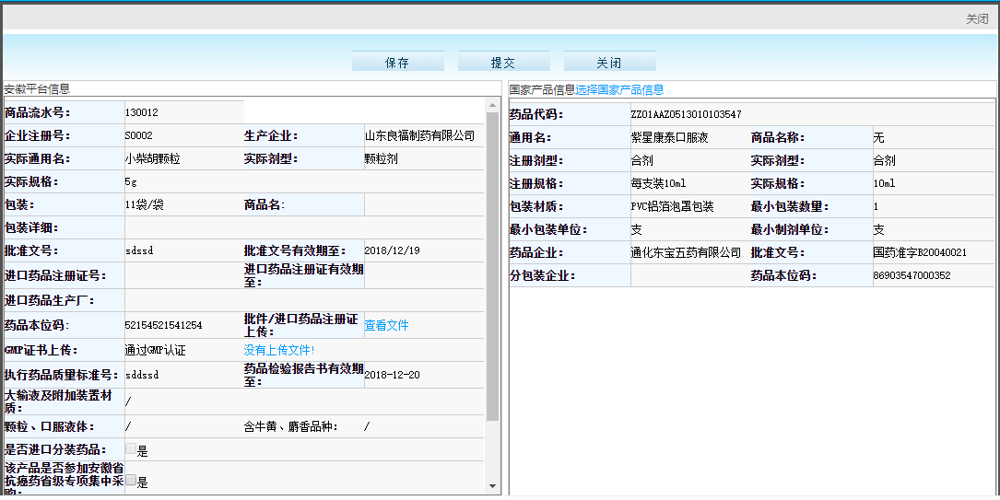 关闭
保存 提交 关闭
安徽平台信息
商品流水号： 130012
企业注册号： S0002 生产企业： 山东良福制药有限公司
实际通用名： 小柴胡颗粒 实际剂型： 颗粒剂
实际规格： 5g
包装： 11袋/袋 商品名:
包装详细：
批准文号： sdssd 批准文号有效期至： 2018/12/19
进口药品注册证号： 进口药品注册证有效期
至：
进口药品生产厂：
药品本位码: 52154521541254 批件/进口药品注册证
上传： 查看文件
GMP证书上传： 通过GMP认证 没有上传文件!
执行药品质量标准号： sddssd 药品检验报告书有效期
至： 2018-12-20
大输液及附加装置材
质： /
颗粒、口服液体： / 含牛黄、麝香品种： /
是否进口分装药品： 是
该产品是否参加安徽省
抗癌药省级专项集中采 是
购：
国家产品信息选择国家产品信息
药品代码： ZZ01AAZ0513010103547
通用名： 紫星康泰口服液 商品名称： 无
注册剂型： 合剂 实际剂型： 合剂
注册规格： 每支装10ml 实际规格： 10ml
包装材质： PVC铝箔泡罩包装 最小包装数量： 1
最小包装单位： 支 最小制剂单位： 支
药品企业： 通化东宝五药有限公司 批准文号： 国药准字B20040021
分包装企业： 药品本位码： 86903547000352